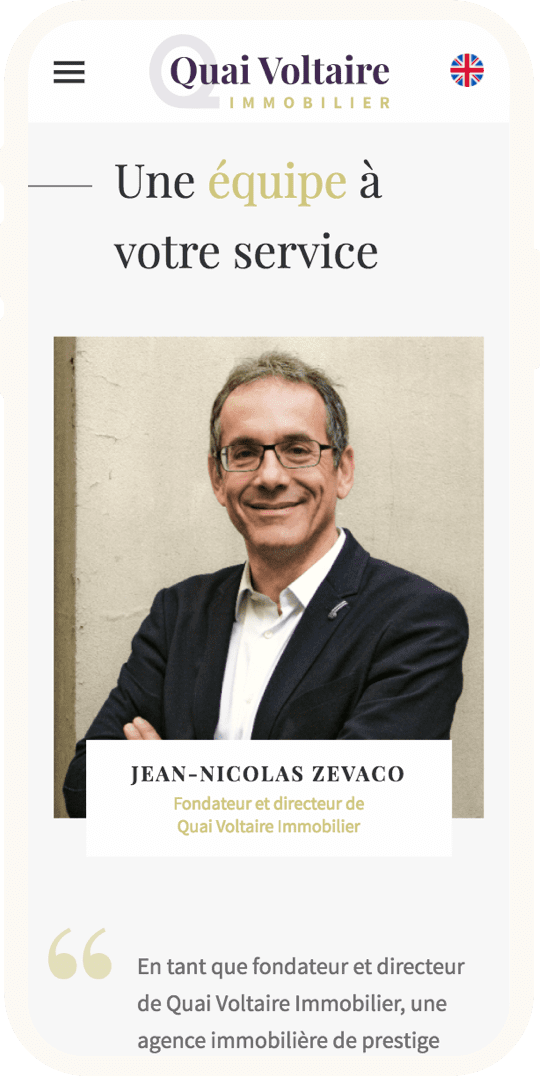 Quai Voltaire
IMMOBILIER
Une équipe à
votre service
JEAN-NICOLAS ZEVACO
Fondateur et directeur de
Quai Voltaire Immobilier
“ En tant que fondateur et directeur
de Quai Voltaire Immobilier, une
agence immobilière de prestige